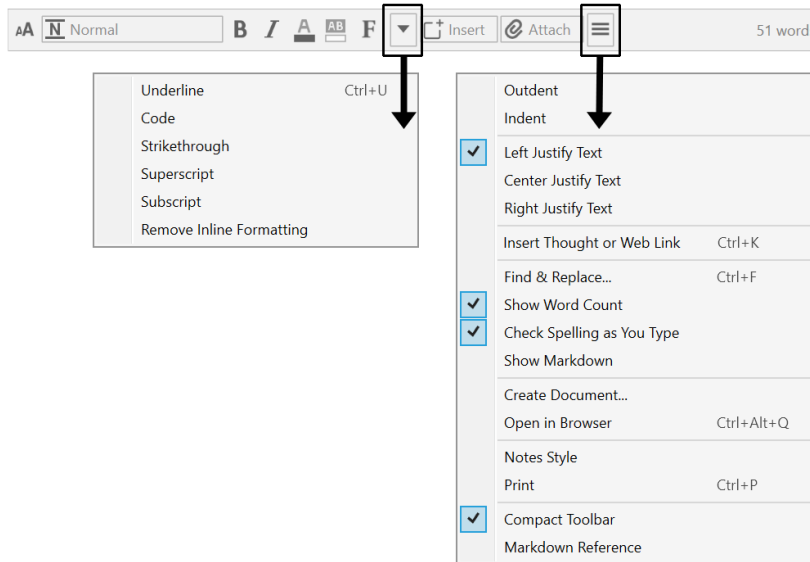 AA N Normal B I A AB F Insert Attach 51 word
Underline Ctrl+U
Code
Strikethrough
Superscript
Subscript
Remove Inline Formatting
Outdent
Indent
Left Justify Text
Center Justify Text
Right Justify Text
Insert Thought or Web Link Ctrl+K
Find & Replace... Ctrl+F
Show Word Count
Check Spelling as You Type
Show Markdown
Create Document...
Open in Browser Ctrl+Alt+Q
Notes Style
Print Ctrl+P
Compact Toolbar
Markdown Reference